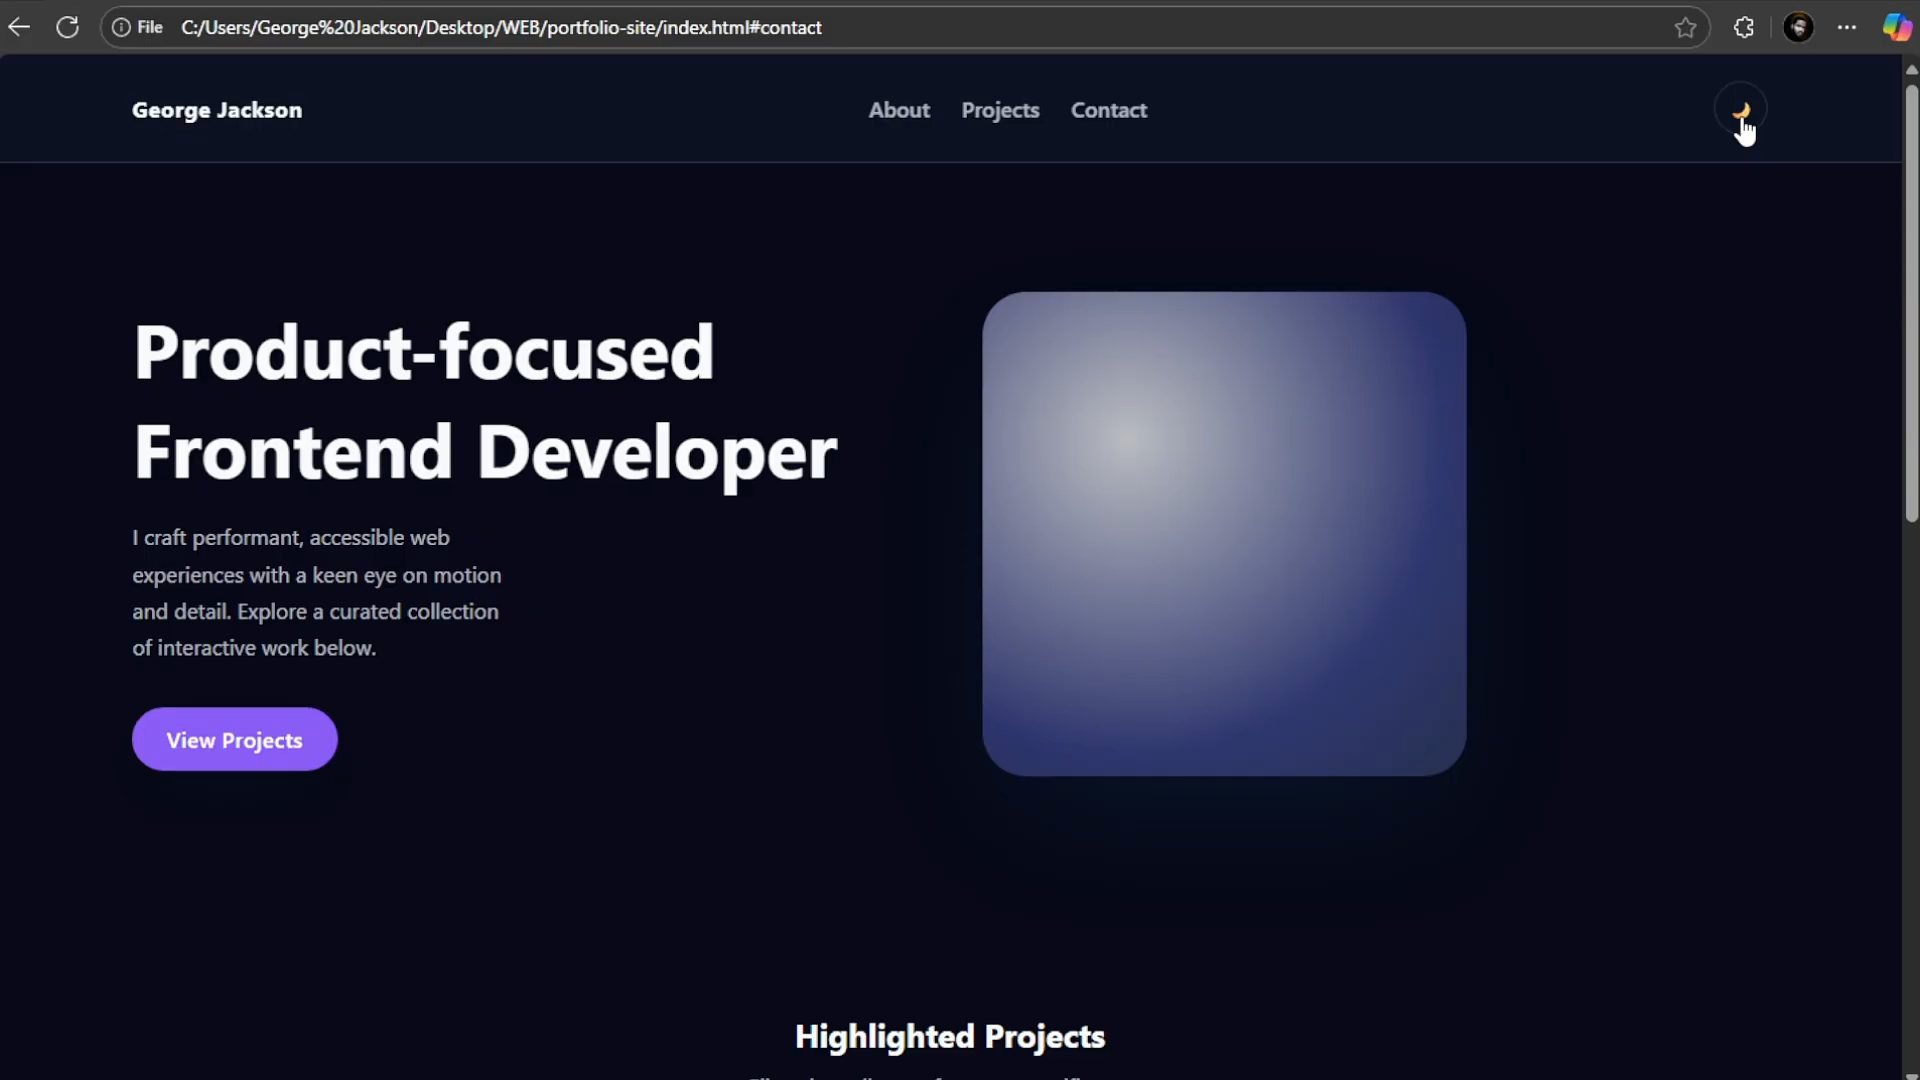 File C:/Users/George%20Jackson/Desktop/WEB/portfolio-site/index.html#contact
George Jackson
About Projects Contact
Product-focused
Frontend Developer
I craft performant, accessible web
experiences with a keen eye on motion
and detail. Explore a curated collection
of interactive work below.
View Projects
Highlighted Projects